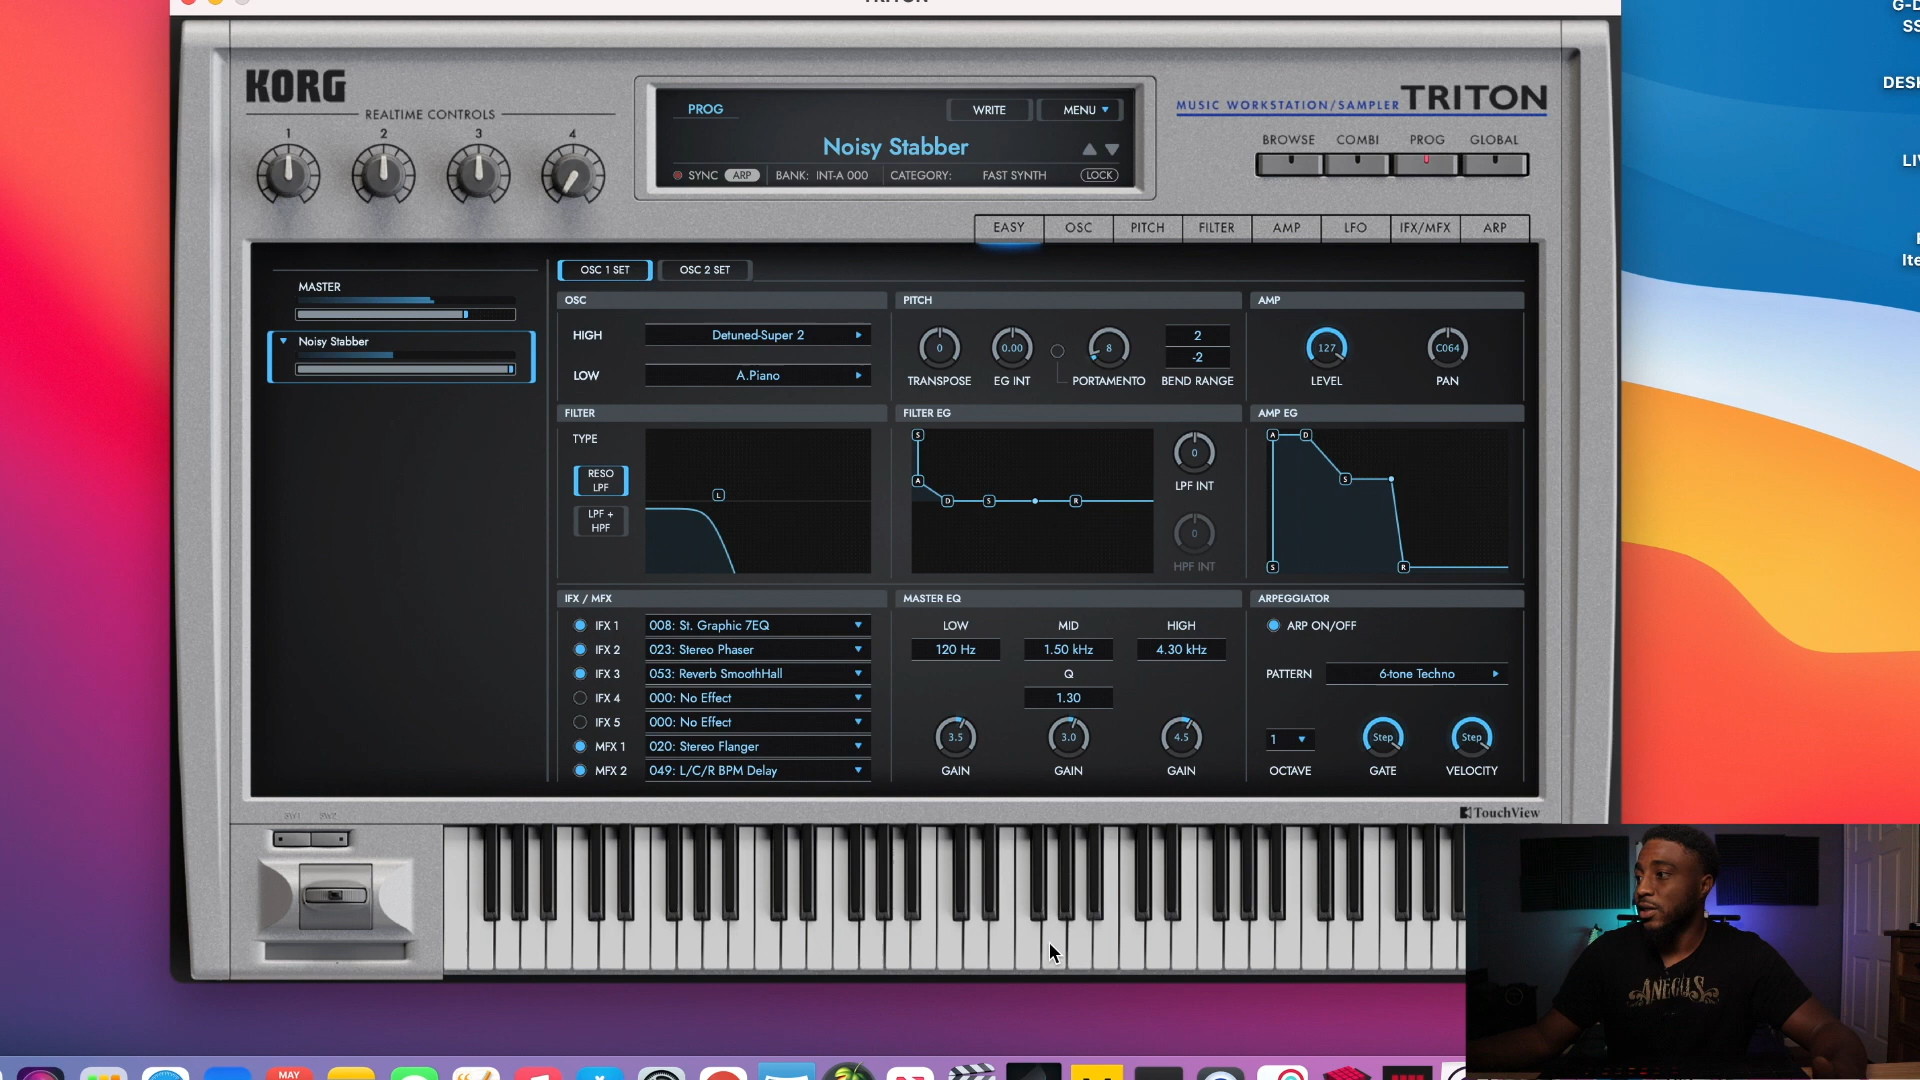 KORG
REALTIME CONTROLS
1 2 3 4
PROG
WRITE
MENU
Noisy Stabber
SYNC ARP BANK: INT-A 000 CATEGORY: FAST SYNTH LOCK
MUSIC WORKSTATION/SAMPLER TRITON
BROWSE COMBI PROG GLOBAL
EASY OSC PITCH FILTER AMP LFO IFX/MFX ARP
MASTER
Noisy Stabber
OSC 1 SET OSC 2 SET
OSC
HIGH Detuned-Super 2
LOW A.Piano
PITCH
0 0.00 8 2
-2
TRANSPOSE EG INT PORTAMENTO BEND RANGE
AMP
127 C064
LEVEL PAN
FILTER
TYPE
RESO
LPF
LPF +
HPF
L
FILTER EG
S
A
D S R
0
LPF INT
0
HPF INT
AMP EG
A D
S
S R
IFX / MFX
IFX 1 008: St. Graphic 7EQ
IFX 2 023: Stereo Phaser
IFX 3 053: Reverb SmoothHall
IFX 4 000: No Effect
IFX 5 000: No Effect
MFX 1 020: Stereo Flanger
MFX 2 049: L/C/R BPM Delay
MASTER EQ
LOW MID HIGH
120 Hz 1.50 kHz 4.30 kHz
Q
1.30
3.5 3.0 4.5
GAIN GAIN GAIN
ARPEGGIATOR
ARP ON/OFF
PATTERN 6-tone Techno
1 Step Step
OCTAVE GATE VELOCITY
TouchView
SW1 SW2
G-D
SS
DESK
LIV
Ite
MAY
ANEGUS